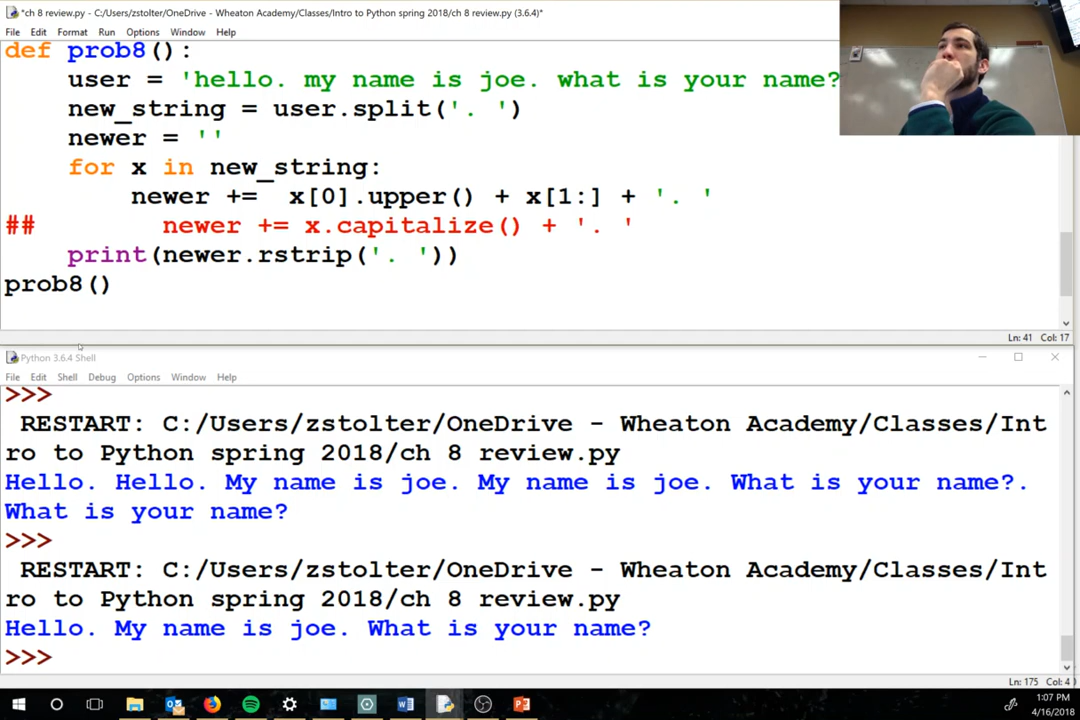 *ch 8 review.py - C:/Users/zstolter/OneDrive - Wheaton Academy/Classes/Intro to Python spring 2018/ch 8 review.py (3.6.4)*
File Edit Format Run Options Window Help
def prob8():
user = 'hello. my name is joe. what is your name?
new_string = user.split('. ')
newer = ''
for x in new_string:
newer += x[0].upper() + x[1:] + '. '
## newer += x.capitalize() + '. '
print(newer.rstrip('. '))
prob8()
Ln: 41 Col: 17
Python 3.6.4 Shell
File Edit Shell Debug Options Window Help
>>>
RESTART: C:/Users/zstolter/OneDrive - Wheaton Academy/Classes/Int
ro to Python spring 2018/ch 8 review.py
Hello. Hello. My name is joe. My name is joe. What is your name?.
What is your name?
>>>
RESTART: C:/Users/zstolter/OneDrive - Wheaton Academy/Classes/Int
ro to Python spring 2018/ch 8 review.py
Hello. My name is joe. What is your name?
>>>
Ln: 175 Col: 4
1:07 PM
4/16/2018